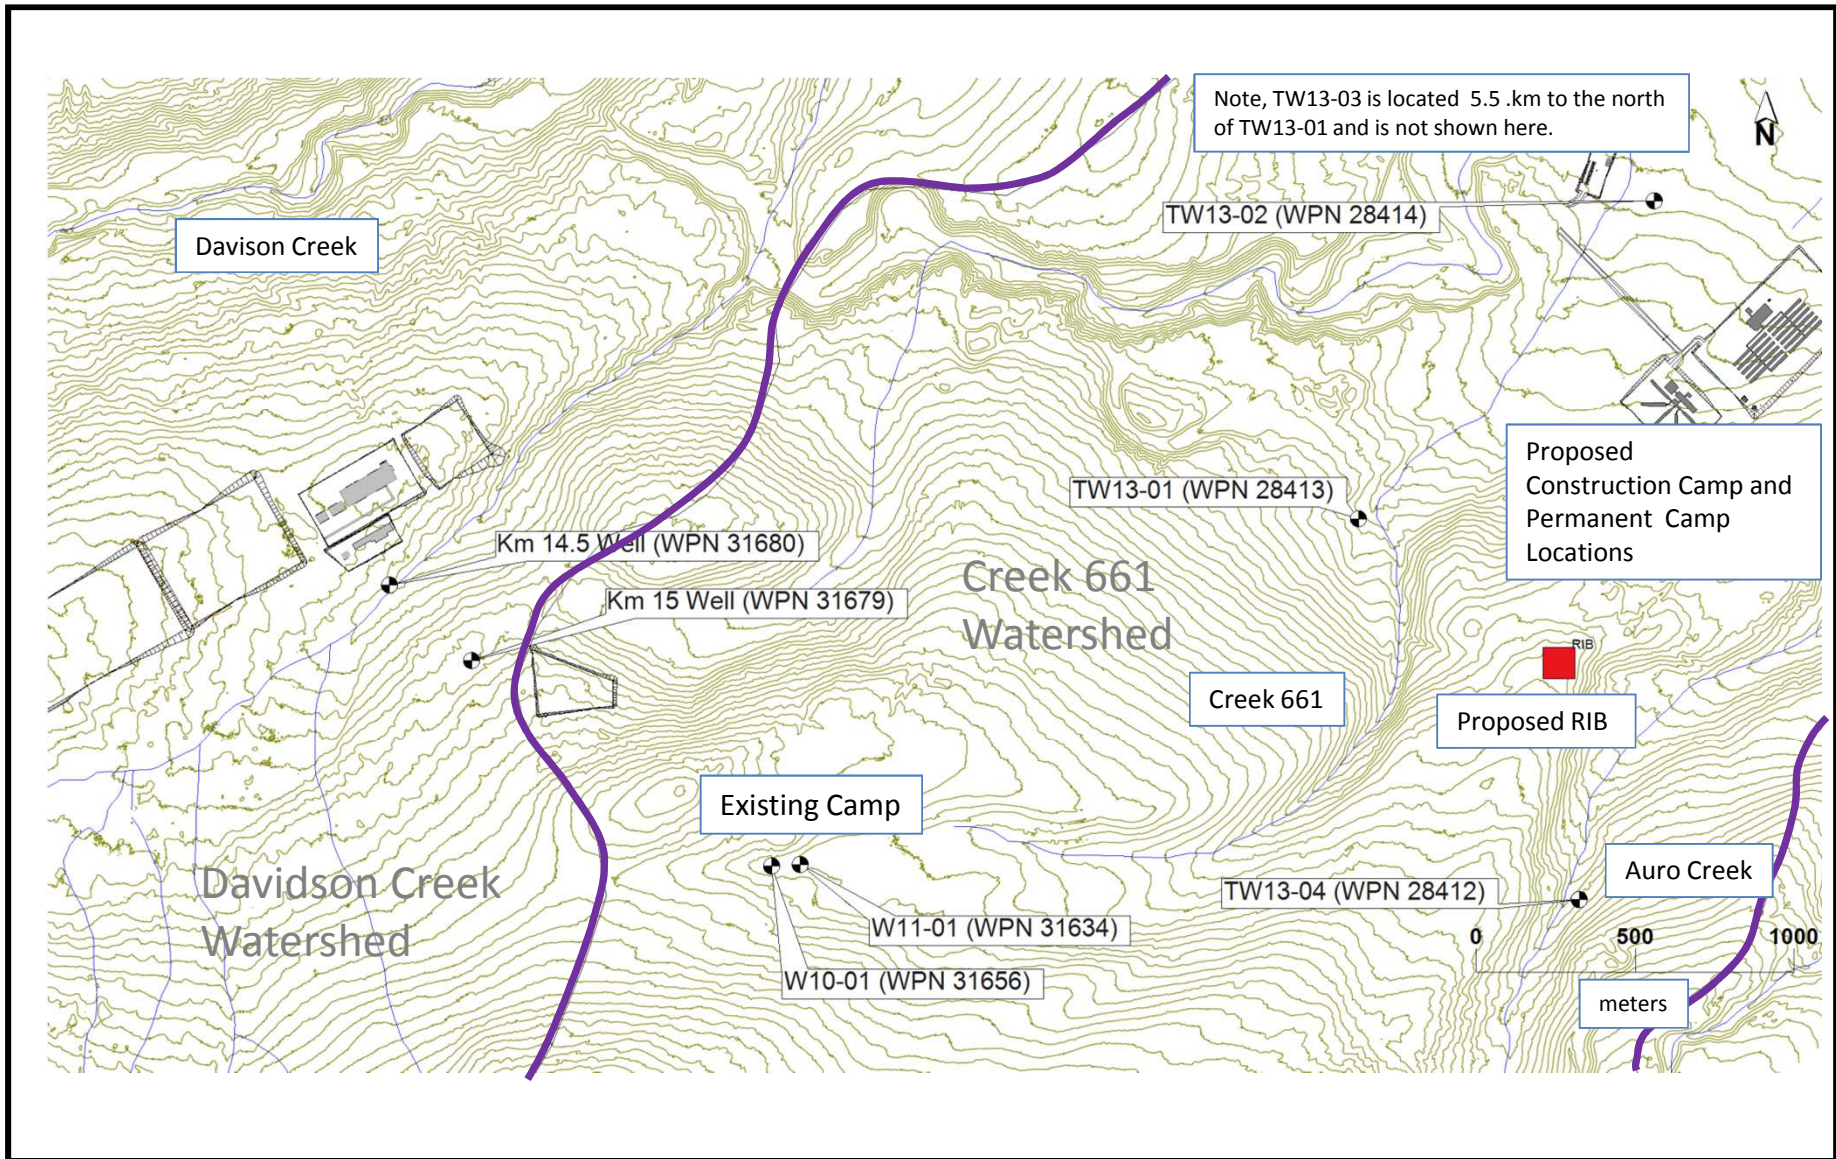 Note, TW13-03 is located 5.5 .km to the north
of TW13-01 and is not shown here.
N
TW13-02 (WPN 28414)
Davison Creek
Proposed
Construction Camp and
Permanent Camp
Locations
TW13-01 (WPN 28413)
Km 14.5 Well (WPN 31680)
Km 15 Well (WPN 31679)
Creek 661
Watershed
RIB
Creek 661
Proposed RIB
Existing Camp
Davidson Creek
Watershed
Auro Creek
TW13-04 (WPN 28412)
W11-01 (WPN 31634)
W10-01 (WPN 31656)
0 500 1000
meters